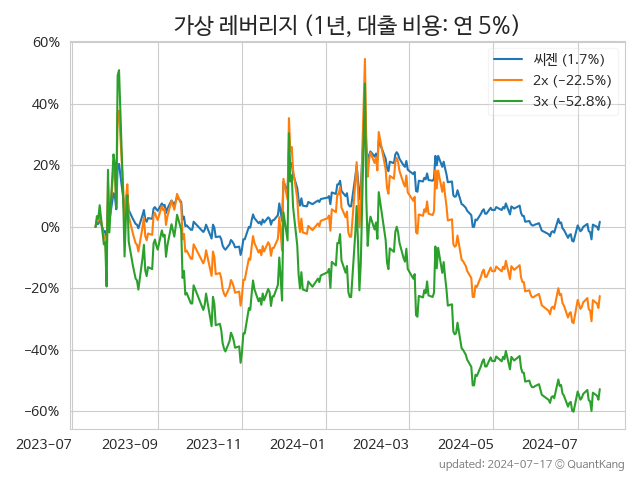 가상 레버리지 (1년, 대출 비용: 연 5%)
씨젠 (1.7%)
2x (−22.5%)
3x (−52.8%)
60%
40%
20%
0%
−20%
−40%
−60%
2023-07
2023-09
2023-11
2024-01
2024-03
2024-05
2024-07
updated: 2024-07-17 © QuantKang